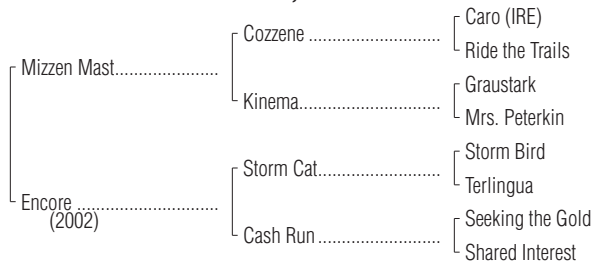 Caro (IRE)
Cozzene ..............................
Ride the Trails
Mizzen Mast.......................
Graustark
Kinema................................
Mrs. Peterkin
Storm Bird
Storm Cat............................
Terlingua
Encore ...............................
(2002)
Seeking the Gold
Cash Run ............................
Shared Interest